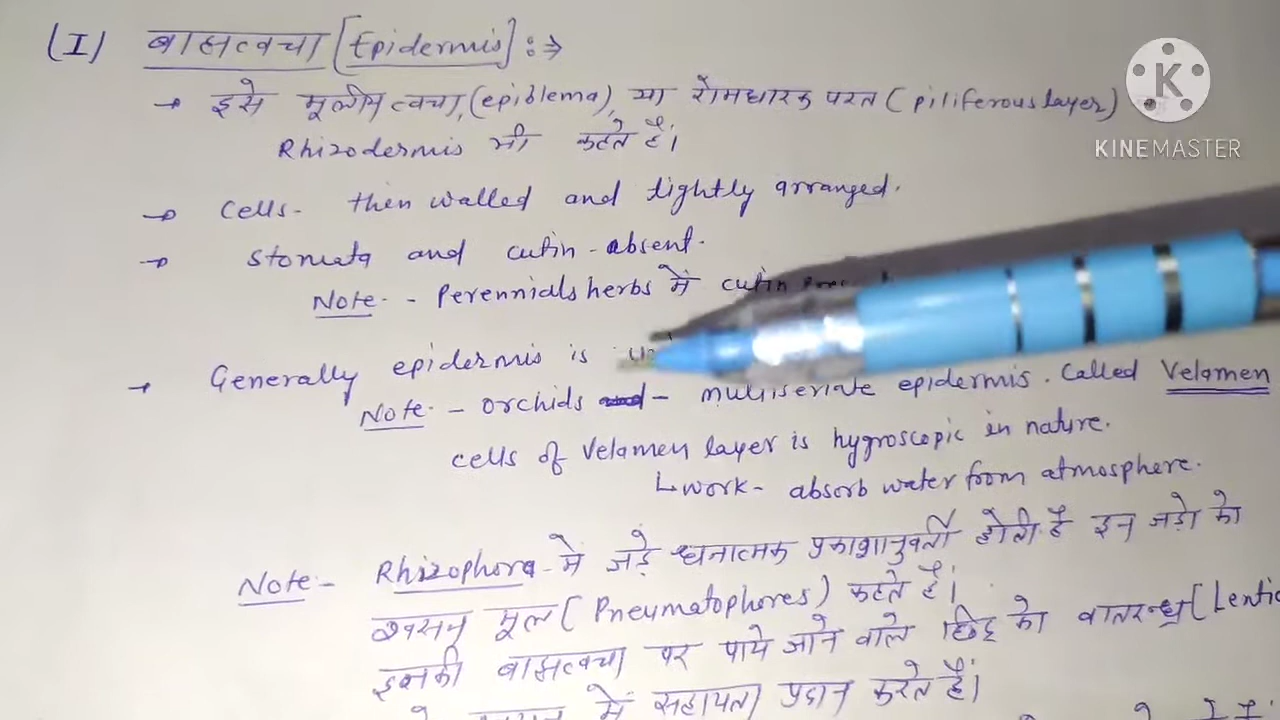 (I) बाह्यत्वचा [Epidermis] :⇒
→ इसे मूलीय त्वचा, (epiblema), या रोमधारक परत (piliferous layer)
Rhizodermis भी कहते हैं।
→ cells - then walled and tightly arranged.
→ stomata and cutin - absent.
Note - - Perennials herbs में cutin
→ Generally epidermis is
Note - - orchids - multiseriate epidermis. Called Velamen
cells of Velamen layer is hygroscopic in nature.
↳ work - absorb water from atmosphere.
Note :- Rhizophora - में जड़े धनात्मक प्रकाशानुवर्ती होती है इन जड़ो को
श्वसन मूल (Pneumatophores) कहते हैं।
इसकी बाह्यत्वचा पर पाये जाने वाले छिद्र को वातरन्ध्र (Lentic
में सहायता प्रदान करते हैं।
K
KINEMASTER